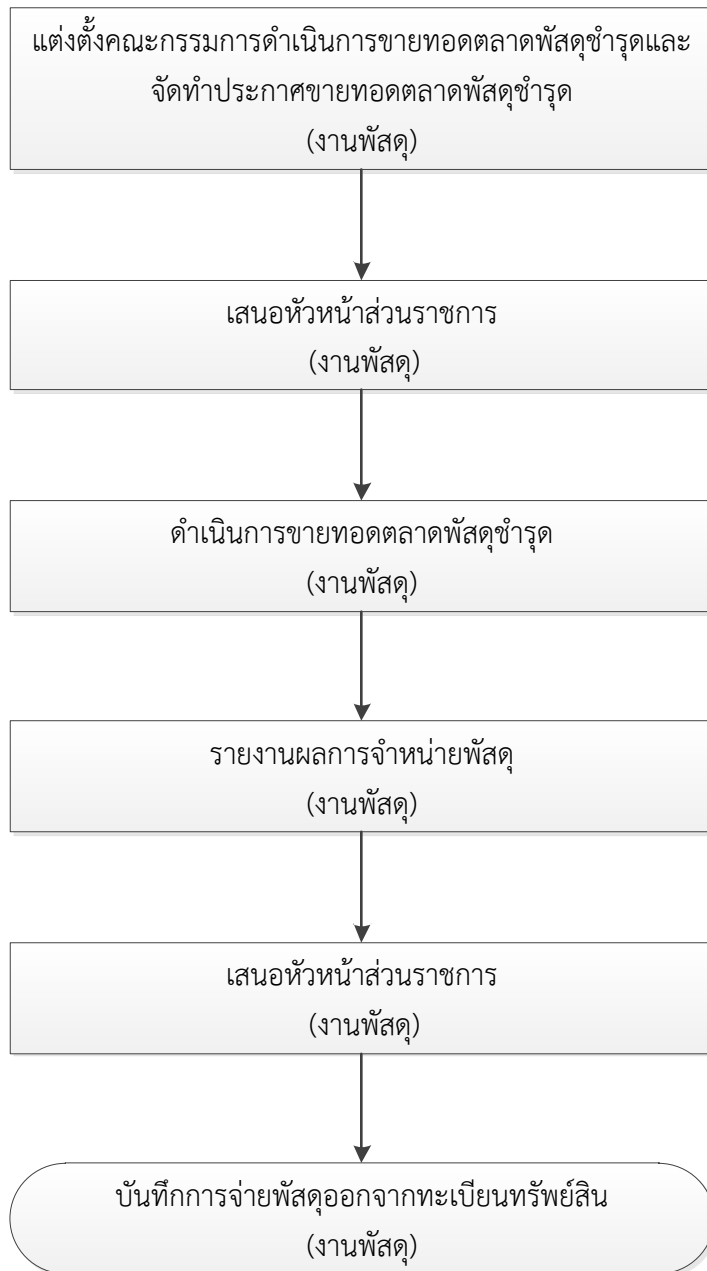 แต่งตั้งคณะกรรมการดำเนินการขายทอดตลาดพัสดุชำรุดและ
จัดทำประกาศขายทอดตลาดพัสดุชำรุด
(งานพัสดุ)
เสนอหัวหน้าส่วนราชการ
(งานพัสดุ)
ดำเนินการขายทอดตลาดพัสดุชำรุด
(งานพัสดุ)
รายงานผลการจำหน่ายพัสดุ
(งานพัสดุ)
เสนอหัวหน้าส่วนราชการ
(งานพัสดุ)
บันทึกการจ่ายพัสดุออกจากทะเบียนทรัพย์สิน
(งานพัสดุ)